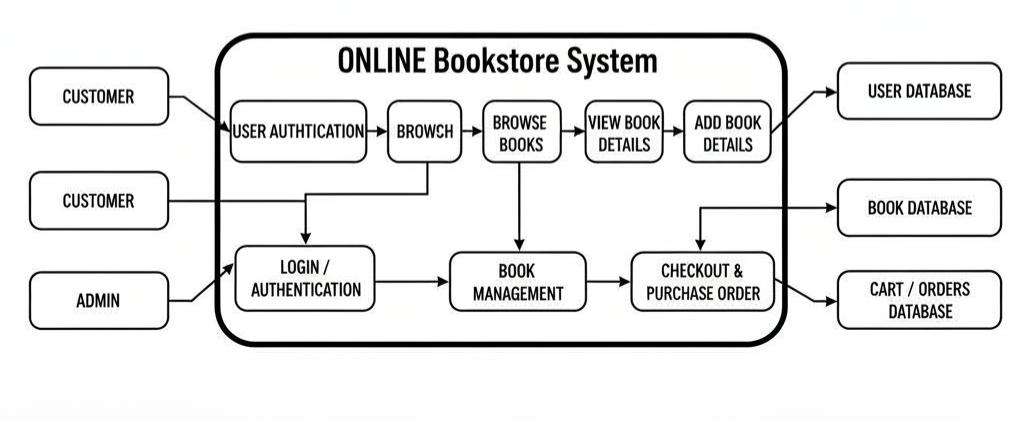 ONLINE Bookstore System
CUSTOMER
USER AUTHTICATION
BROWCH
BROWSE
BOOKS
VIEW BOOK
DETAILS
ADD BOOK
DETAILS
USER DATABASE
CUSTOMER
BOOK DATABASE
ADMIN
LOGIN /
AUTHENTICATION
BOOK
MANAGEMENT
CHECKOUT &
PURCHASE ORDER
CART / ORDERS
DATABASE